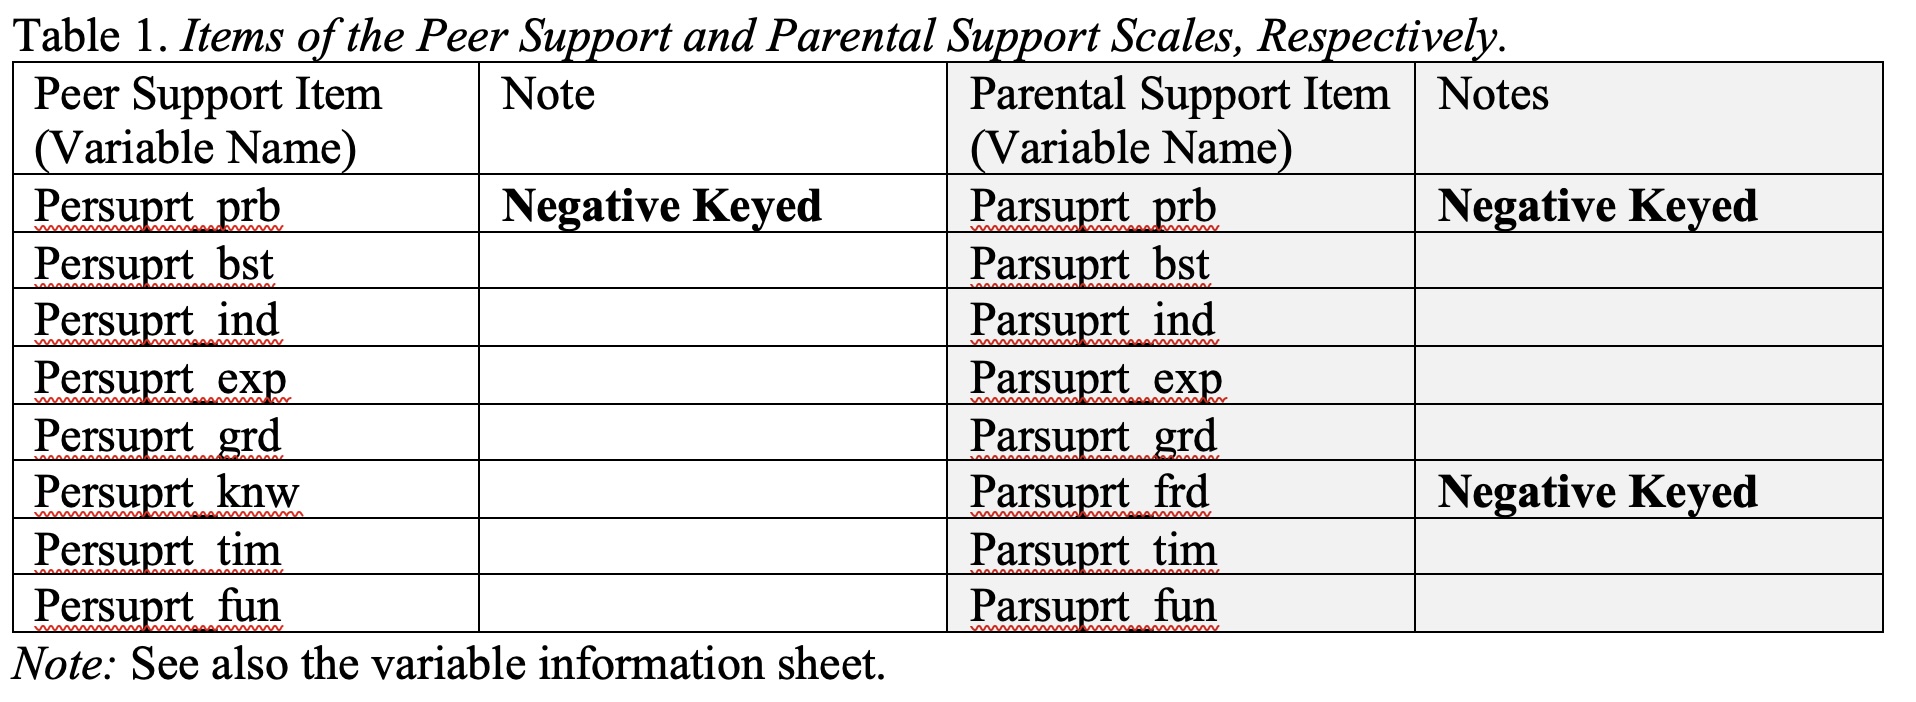 Table 1. Items of the Peer Support and Parental Support Scales, Respectively.
Peer Support Item (Variable Name) Note Parental Support Item (Variable Name) Notes
Persuprt_prb Negative Keyed Parsuprt_prb Negative Keyed
Persuprt_bst Parsuprt_bst
Persuprt_ind Parsuprt_ind
Persuprt_exp Parsuprt_exp
Persuprt_grd Parsuprt_grd
Persuprt_knw Parsuprt_frd Negative Keyed
Persuprt_tim Parsuprt_tim
Persuprt_fun Parsuprt_fun
Note: See also the variable information sheet.